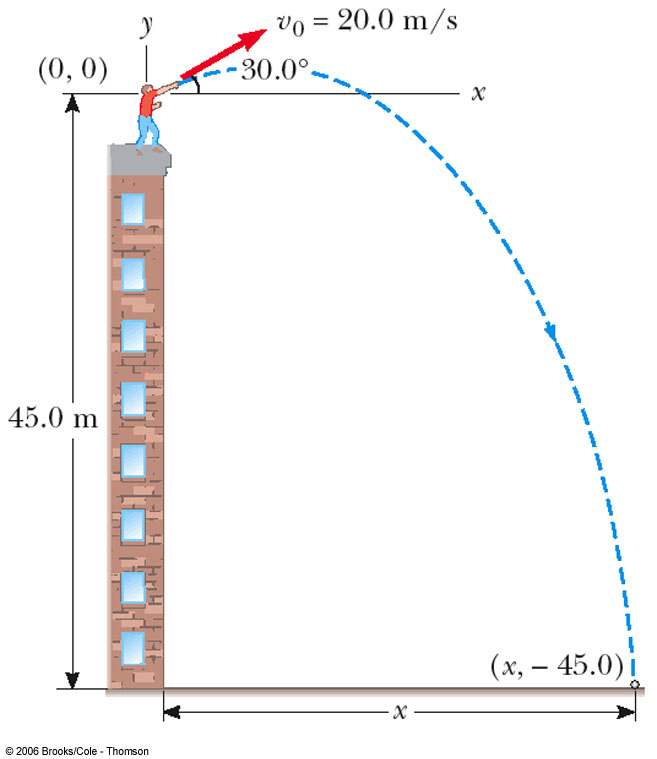 y
v₀ = 20.0 m/s
(0, 0)
30.0°
x
45.0 m
(x, − 45.0)
x
© 2006 Brooks/Cole - Thomson